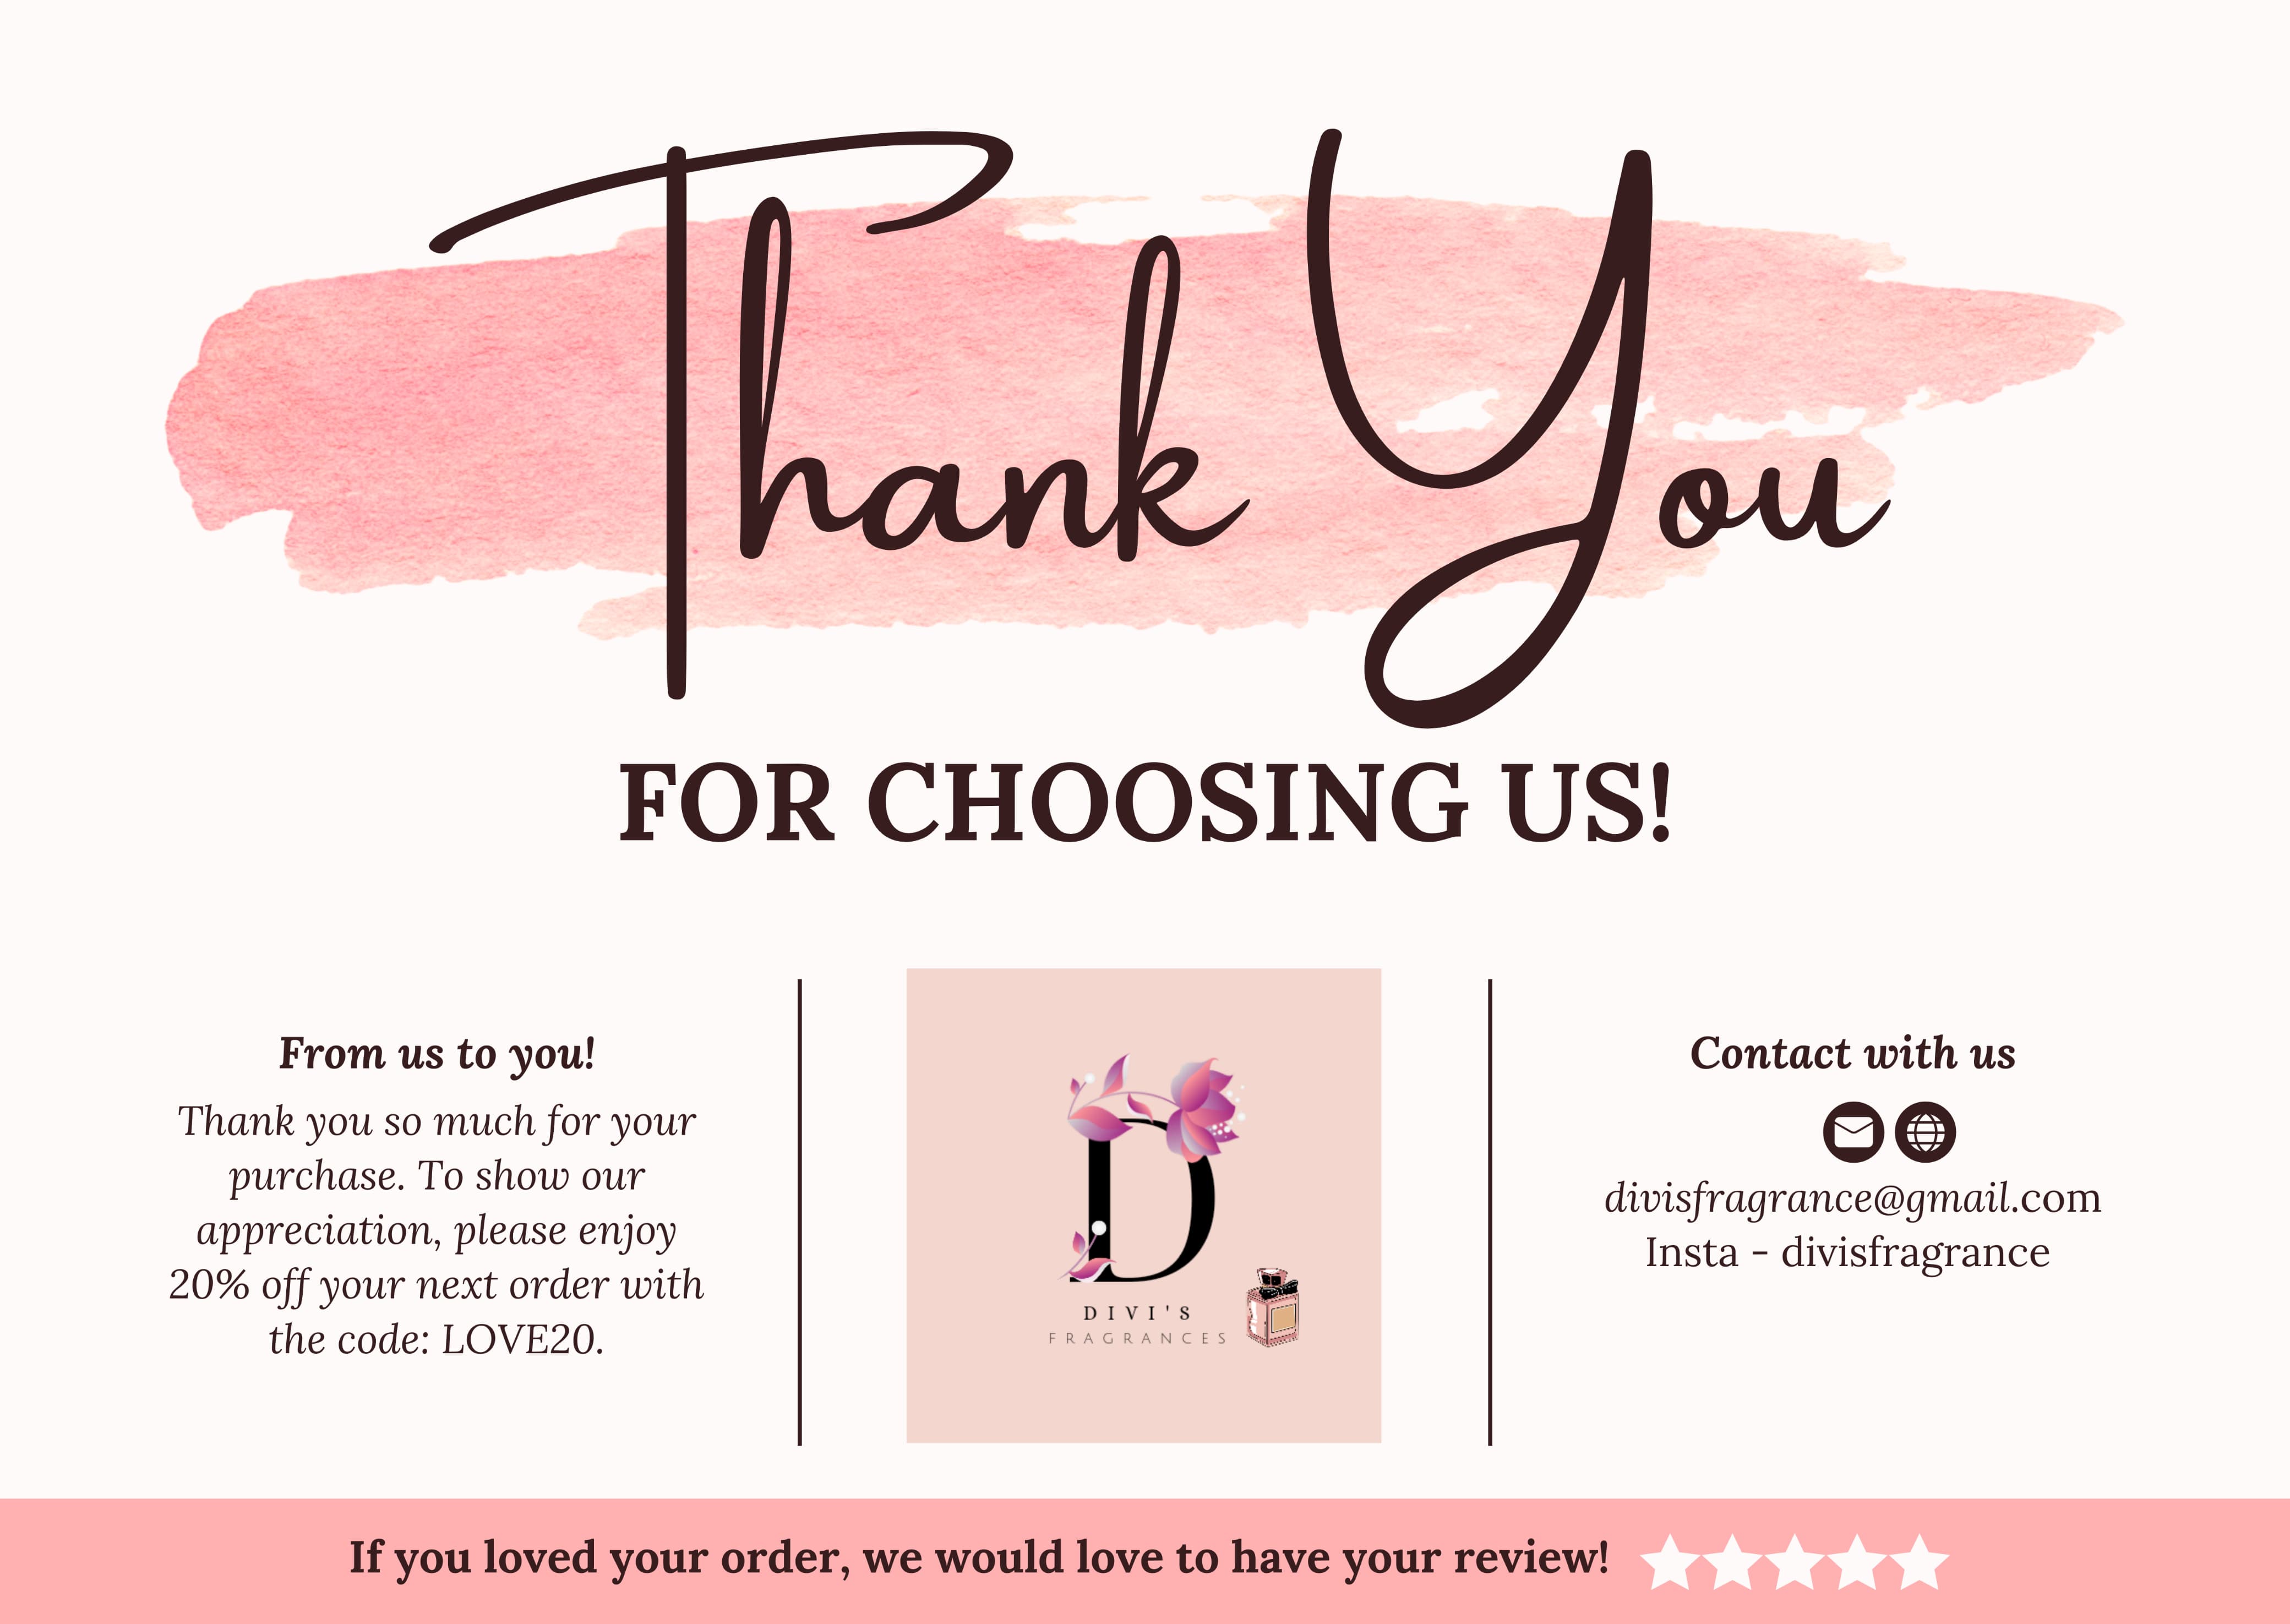 Thank You
FOR CHOOSING US!
From us to you!
Thank you so much for your
purchase. To show our
appreciation, please enjoy
20% off your next order with
the code: LOVE20.
D
DIVI'S
FRAGRANCES
Contact with us
divisfragrance@gmail.com
Insta - divisfragrance
If you loved your order, we would love to have your review!